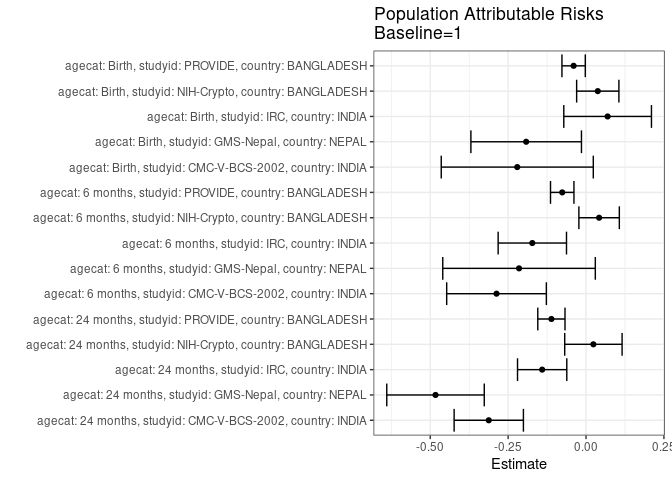 Population Attributable Risks
Baseline=1
agecat: Birth, studyid: PROVIDE, country: BANGLADESH
agecat: Birth, studyid: NIH-Crypto, country: BANGLADESH
agecat: Birth, studyid: IRC, country: INDIA
agecat: Birth, studyid: GMS-Nepal, country: NEPAL
agecat: Birth, studyid: CMC-V-BCS-2002, country: INDIA
agecat: 6 months, studyid: PROVIDE, country: BANGLADESH
agecat: 6 months, studyid: NIH-Crypto, country: BANGLADESH
agecat: 6 months, studyid: IRC, country: INDIA
agecat: 6 months, studyid: GMS-Nepal, country: NEPAL
agecat: 6 months, studyid: CMC-V-BCS-2002, country: INDIA
agecat: 24 months, studyid: PROVIDE, country: BANGLADESH
agecat: 24 months, studyid: NIH-Crypto, country: BANGLADESH
agecat: 24 months, studyid: IRC, country: INDIA
agecat: 24 months, studyid: GMS-Nepal, country: NEPAL
agecat: 24 months, studyid: CMC-V-BCS-2002, country: INDIA
-0.50 -0.25 0.00 0.25
Estimate